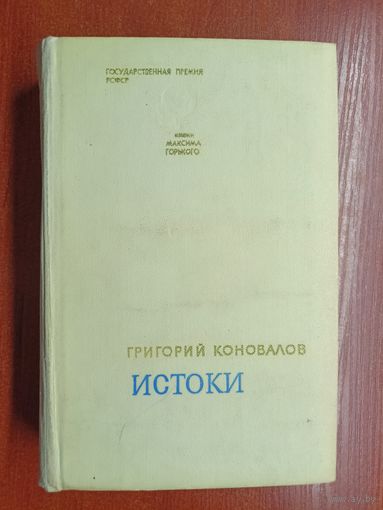 ГОСУДАРСТВЕННАЯ ПРЕМИЯ
РСФСР
ИМЕНИ
МАКСИМА
ГОРЬКОГО
ГРИГОРИЙ КОНОВАЛОВ
ИСТОКИ